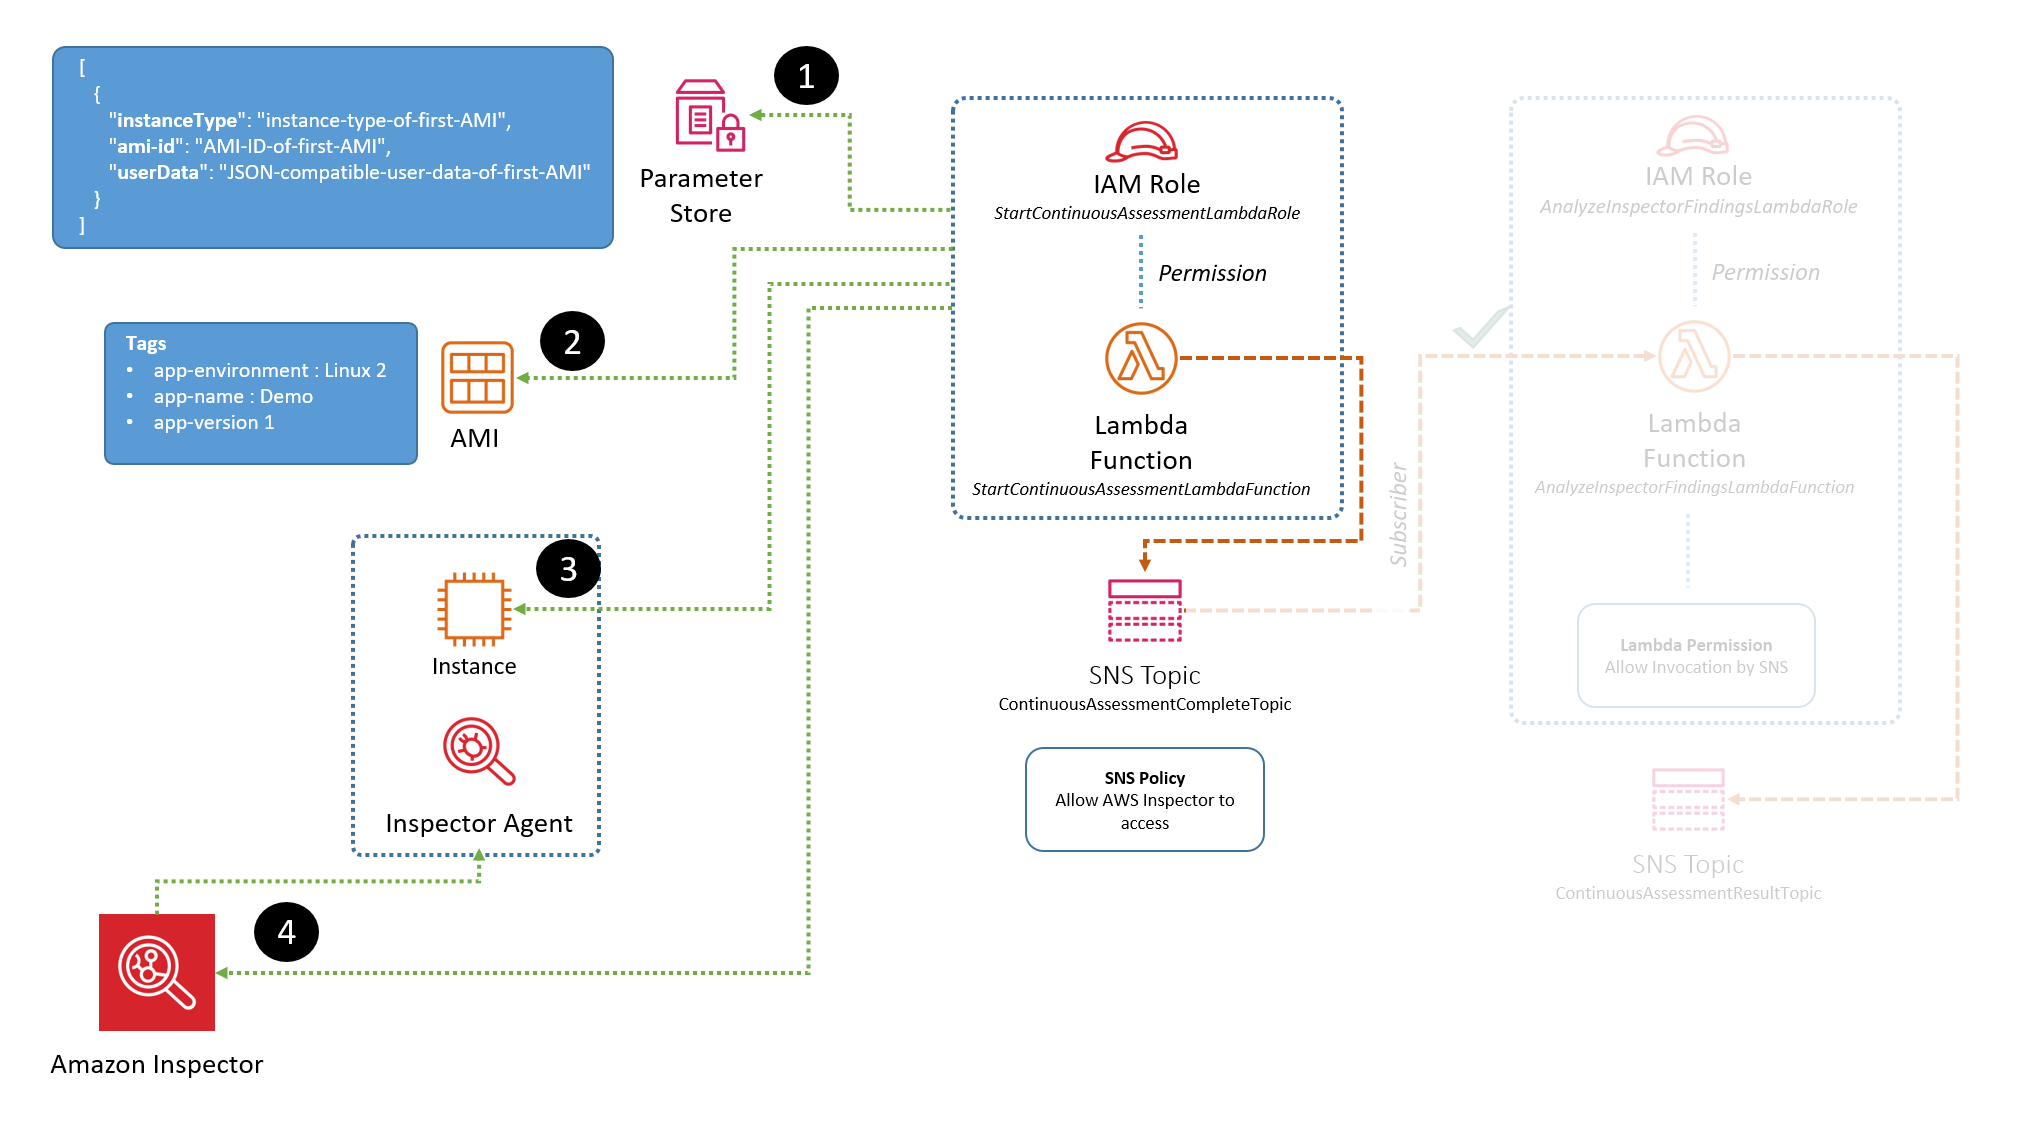 [
{
"instanceType": "instance-type-of-first-AMI",
"ami-id": "AMI-ID-of-first-AMI",
"userData": "JSON-compatible-user-data-of-first-AMI"
}
]
1
Parameter
Store
Tags
• app-environment : Linux 2
• app-name : Demo
• app-version 1
2
AMI
3
Instance
Inspector Agent
4
Amazon Inspector
IAM Role
StartContinuousAssessmentLambdaRole
Permission
Lambda
Function
StartContinuousAssessmentLambdaFunction
SNS Topic
ContinuousAssessmentCompleteTopic
SNS Policy
Allow AWS Inspector to
access
Subscriber
IAM Role
AnalyzeInspectorFindingsLambdaRole
Permission
Lambda
Function
AnalyzeInspectorFindingsLambdaFunction
Lambda Permission
Allow Invocation by SNS
SNS Topic
ContinuousAssessmentResultTopic